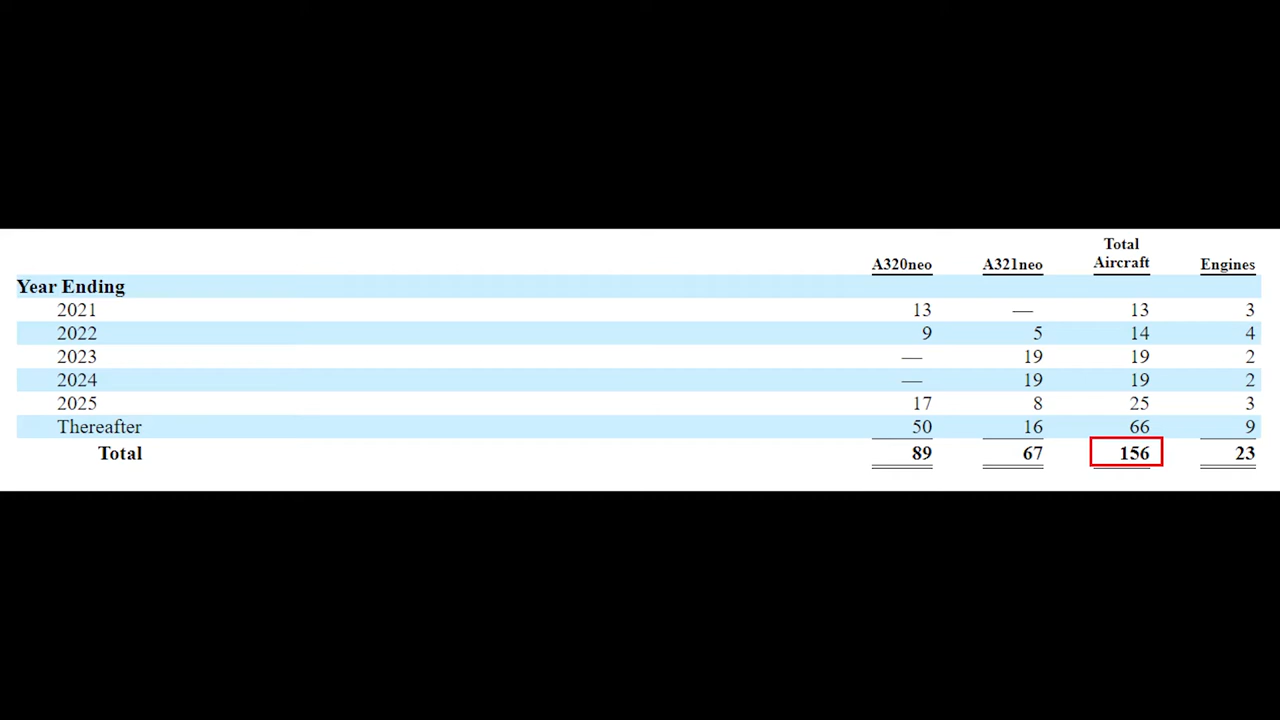 Total
A320neo A321neo Aircraft Engines
Year Ending
2021 13 — 13 3
2022 9 5 14 4
2023 — 19 19 2
2024 — 19 19 2
2025 17 8 25 3
Thereafter 50 16 66 9
Total 89 67 156 23